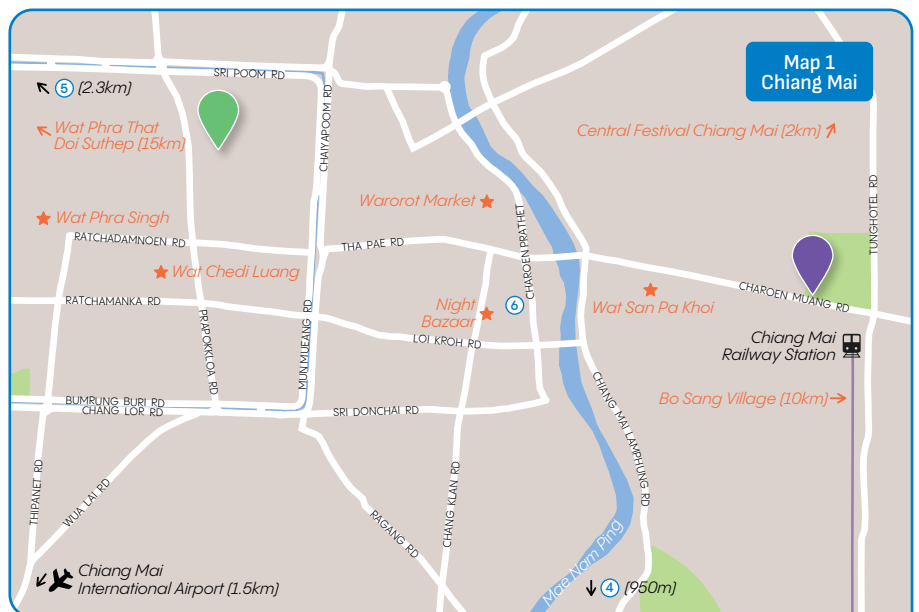 Map 1
Chiang Mai
SRI POOM RD
5 (2.3km)
Wat Phra That
Doi Suthep (15km)
CHAIYAPOOM RD
Central Festival Chiang Mai (2km)
TUNGHOTEL RD
Warorot Market
Wat Phra Singh
RATCHADAMNOEN RD
THA PAE RD
CHAROEN PRATHET
Wat Chedi Luang
RATCHAMANKA RD
PRAPOKKLOA RD
MUN MUEANG RD
Night
Bazaar
6
LOI KROH RD
Wat San Pa Khoi
CHAROEN MUANG RD
Chiang Mai
Railway Station
BUMRUNG BURI RD
CHANG LOR RD
SRI DONCHAI RD
CHIANG MAI LAMPHUNG RD
Bo Sang Village (10km)
THIPANET RD
WUA LAI RD
RAGANG RD
CHANG KLAN RD
Mae Nam Ping
Chiang Mai
International Airport (1.5km)
4 (950m)